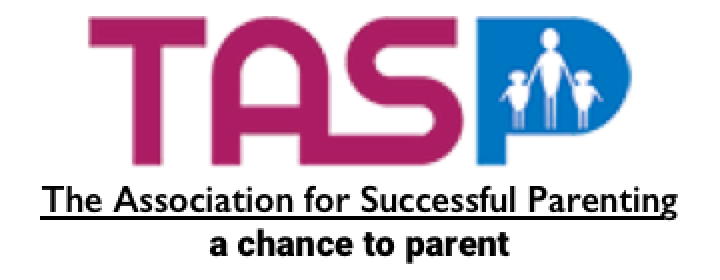 TASP
The Association for Successful Parenting
a chance to parent